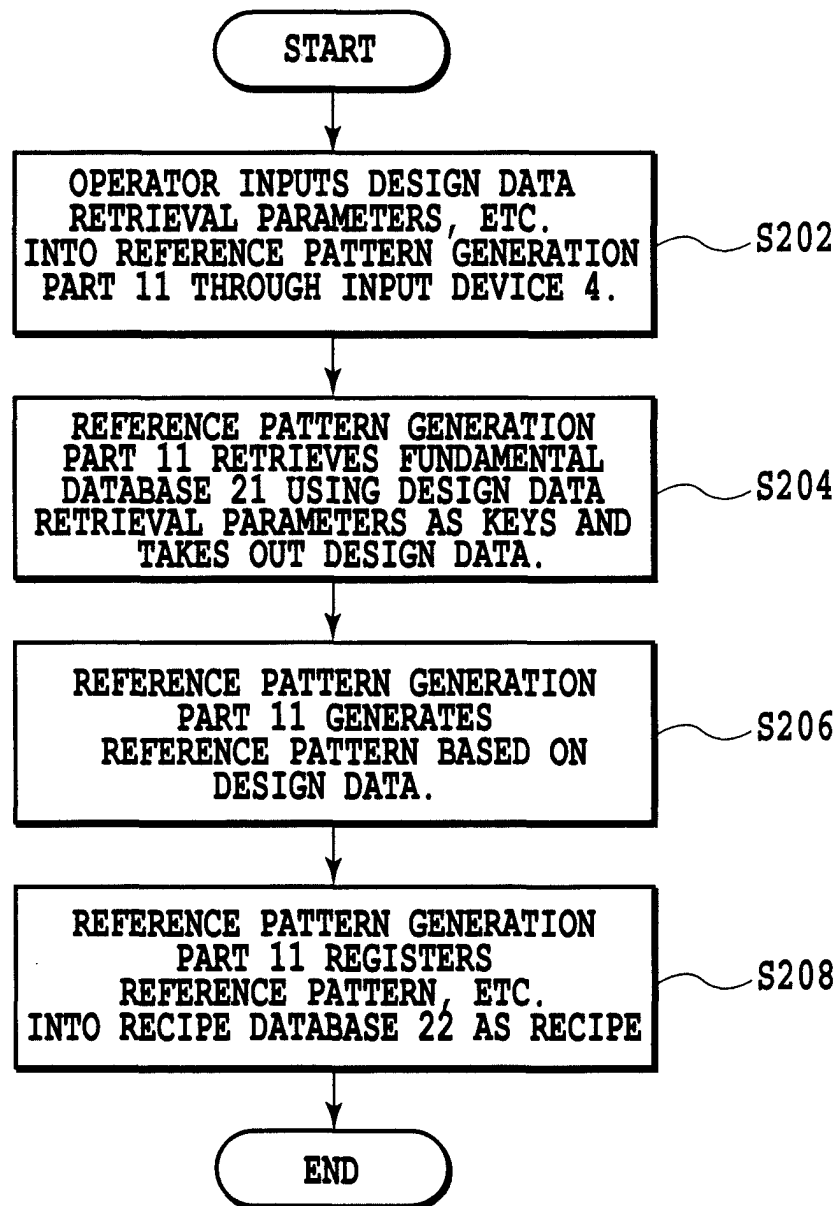 START
OPERATOR INPUTS DESIGN DATA
RETRIEVAL PARAMETERS, ETC.
INTO REFERENCE PATTERN GENERATION
PART 11 THROUGH INPUT DEVICE 4.
S202
REFERENCE PATTERN GENERATION
PART 11 RETRIEVES FUNDAMENTAL
DATABASE 21 USING DESIGN DATA
RETRIEVAL PARAMETERS AS KEYS AND
TAKES OUT DESIGN DATA.
S204
REFERENCE PATTERN GENERATION
PART 11 GENERATES
REFERENCE PATTERN BASED ON
DESIGN DATA.
S206
REFERENCE PATTERN GENERATION
PART 11 REGISTERS
REFERENCE PATTERN, ETC.
INTO RECIPE DATABASE 22 AS RECIPE
S208
END